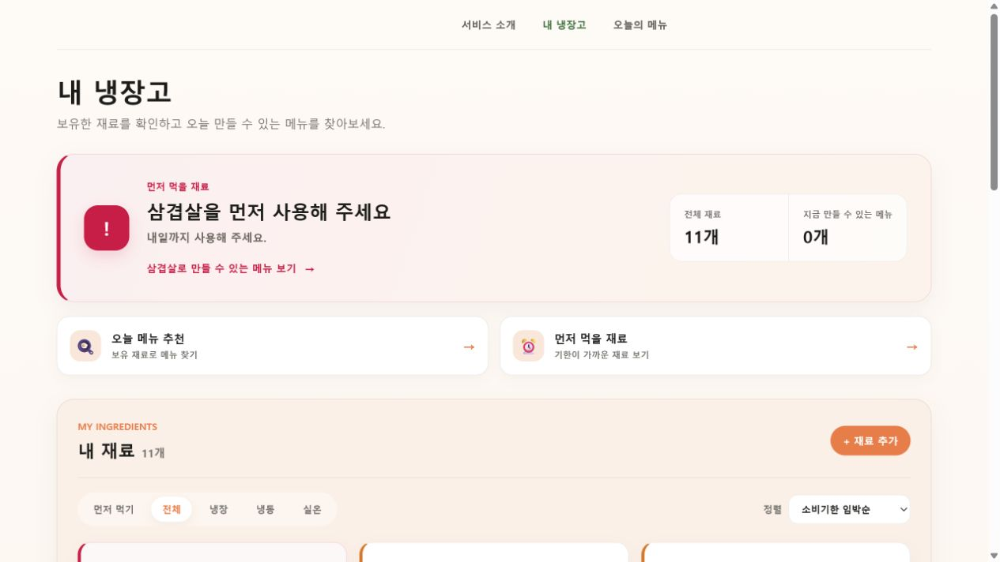 서비스 소개
내 냉장고
오늘의 메뉴
내 냉장고
보유한 재료를 확인하고 오늘 만들 수 있는 메뉴를 찾아보세요.
!
먼저 먹을 재료
삼겹살을 먼저 사용해 주세요
내일까지 사용해 주세요.
삼겹살로 만들 수 있는 메뉴 보기 →
전체 재료
11개
지금 만들 수 있는 메뉴
0개
오늘 메뉴 추천
보유 재료로 메뉴 찾기
→
먼저 먹을 재료
기한이 가까운 재료 보기
→
MY INGREDIENTS
내 재료 11개
+ 재료 추가
먼저 먹기
전체
냉장
냉동
실온
정렬
소비기한 임박순